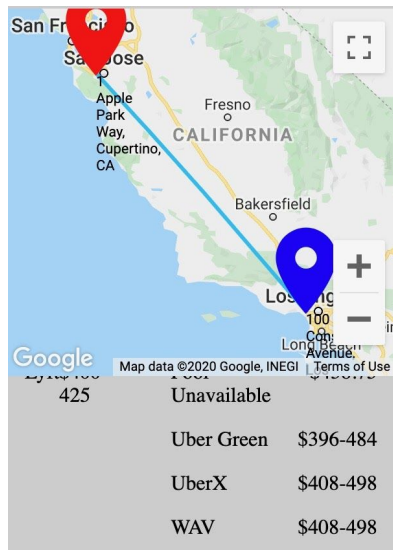 San Francisco
San Jose
1
Apple
Park
Way,
Cupertino,
CA
Fresno
CALIFORNIA
Bakersfield
Los
100
Avenue,
Long Beach
Google
Map data ©2020 Google, INEGI
Terms of Use
425
Unavailable
Uber Green $396-484
UberX $408-498
WAV $408-498